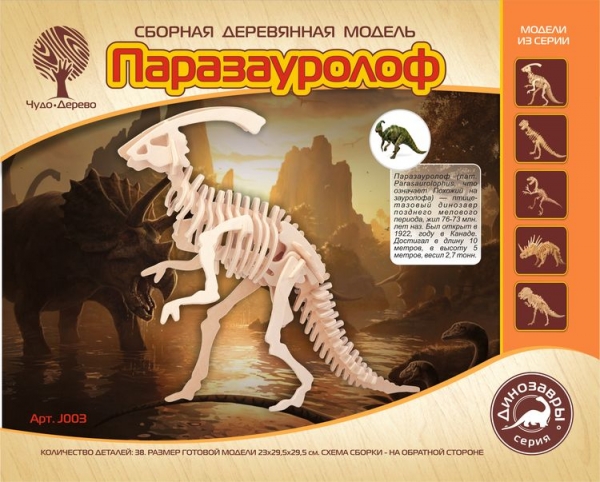 СБОРНАЯ ДЕРЕВЯННАЯ МОДЕЛЬ
Паразауролоф
Чудо•Дерево
МОДЕЛИ
ИЗ СЕРИИ
Паразауролоф (лат.
Parasaurolophus, что
означает Похожий на
зауролофа) — птице-
тазовый динозавр
позднего мелового
периода, жил 76-73 млн.
лет наз. Был открыт в
1922, году в Канаде.
Достигал в длину 10
метров, в высоту 5
метров, весил 2,7 тонн.
Арт. J003
Динозавры
серия
КОЛИЧЕСТВО ДЕТАЛЕЙ: 38. РАЗМЕР ГОТОВОЙ МОДЕЛИ 23х29,5х29,5 см. СХЕМА СБОРКИ - НА ОБРАТНОЙ СТОРОНЕ